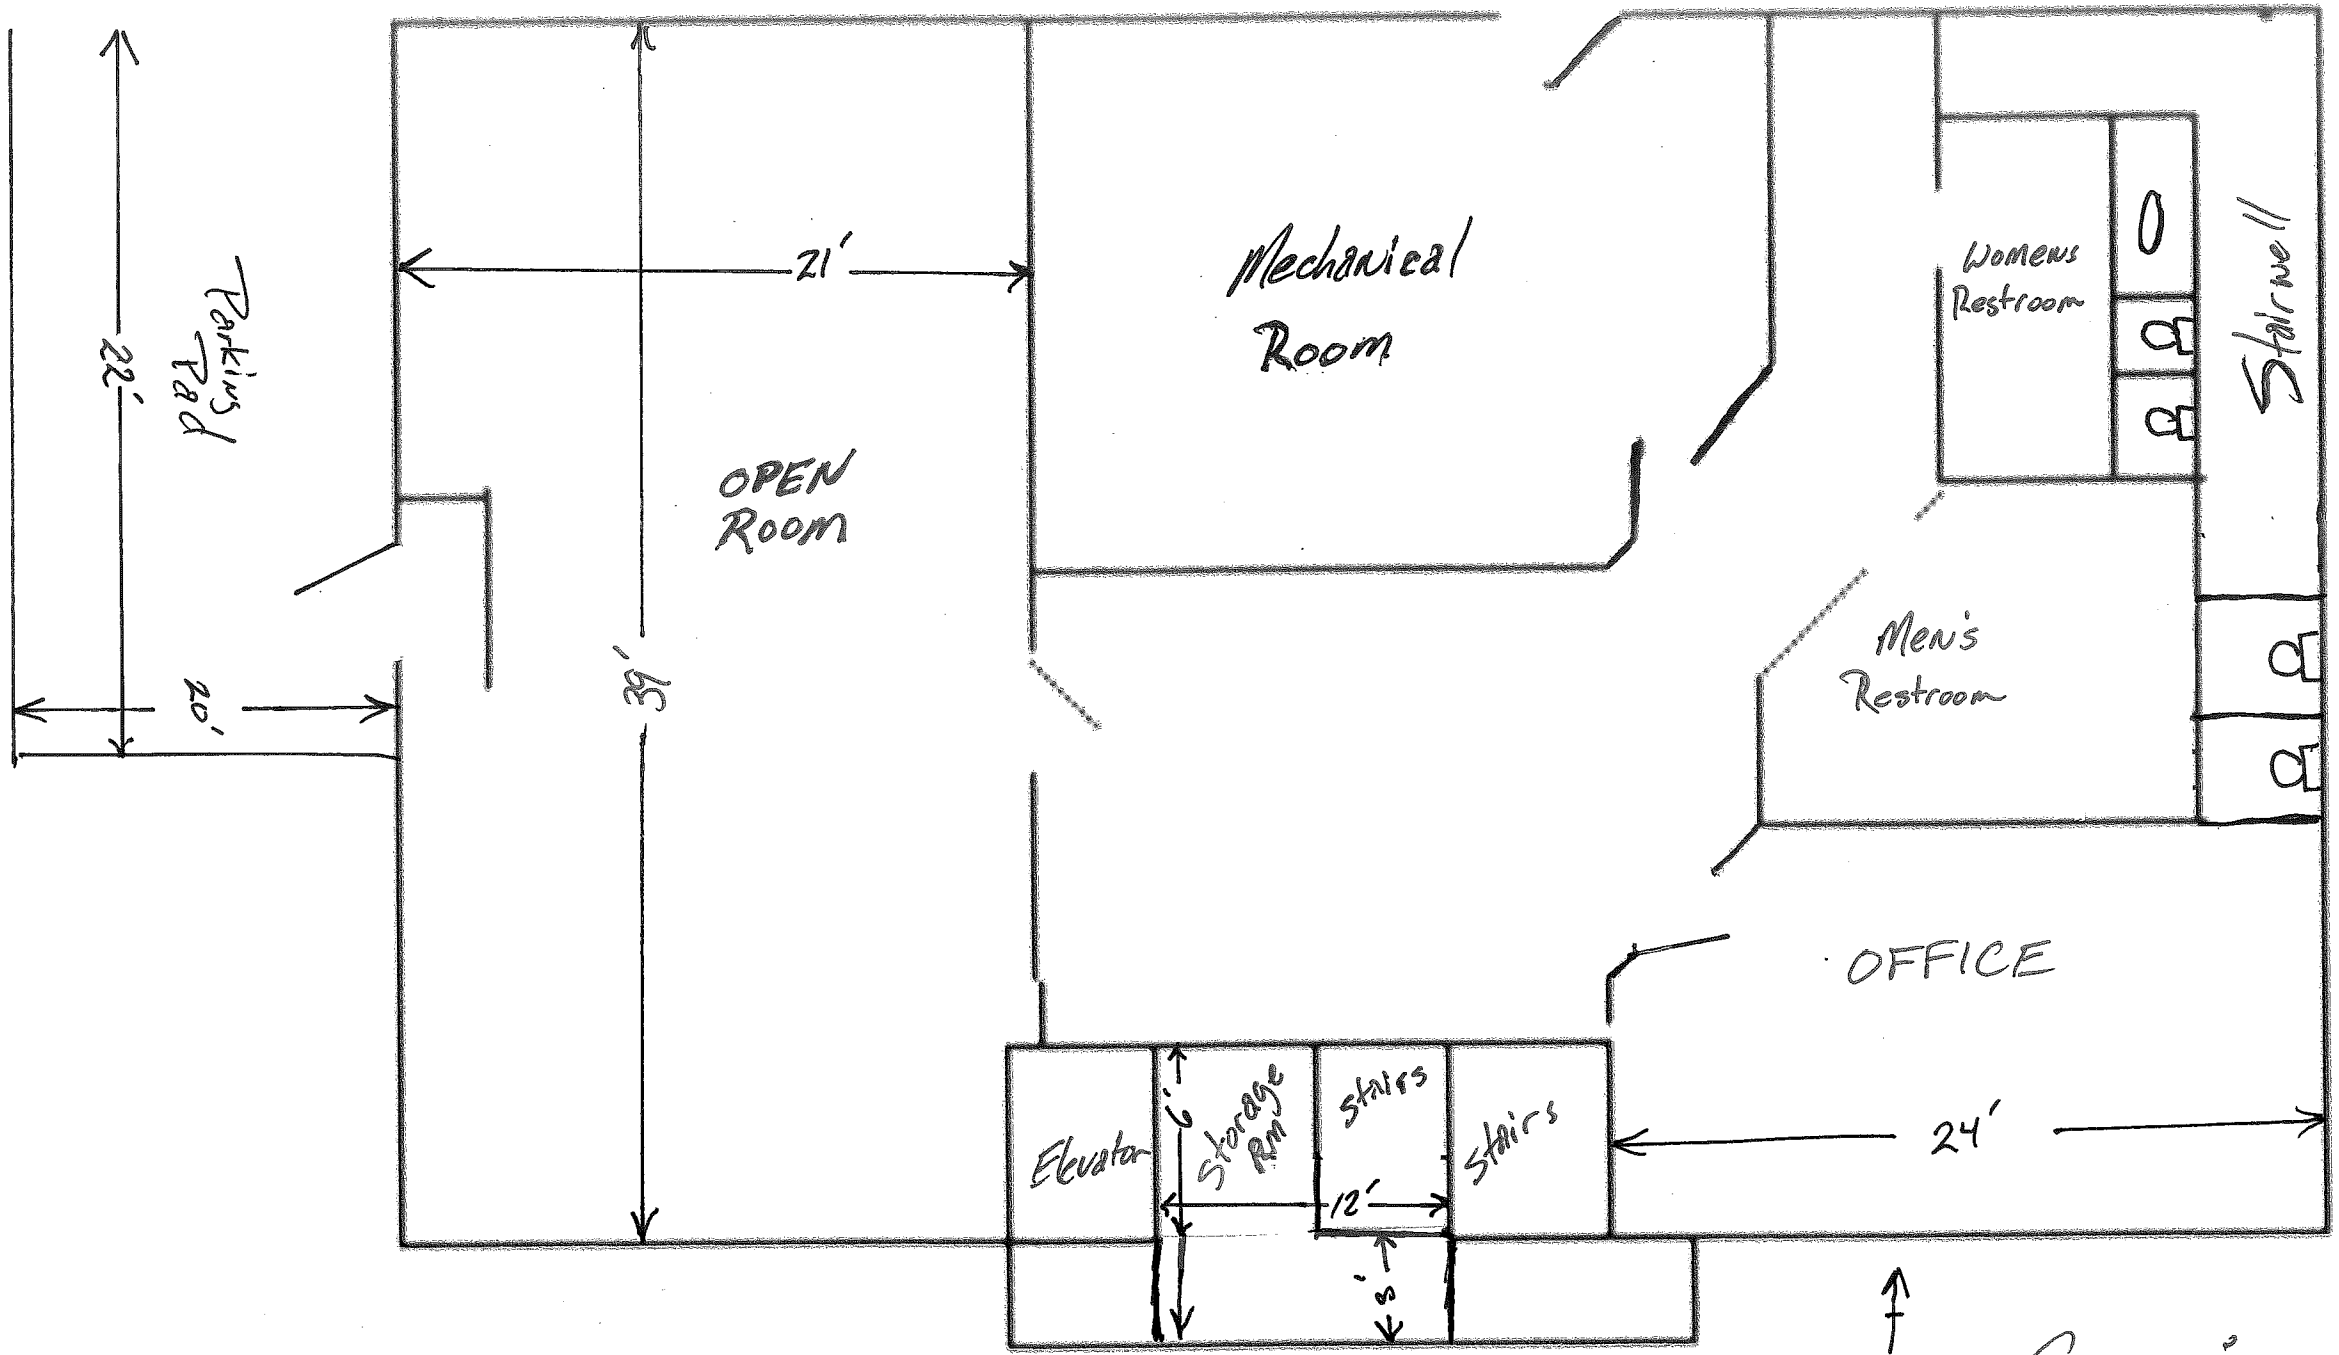 21'
Mechanical
Room
Womens
Restroom
Stairwell
22'
Parking
Pad
OPEN
Room
39'
Men's
Restroom
20'
OFFICE
Elevator
6'
Storage
Rm
stairs
Stairs
12'
24'
8'